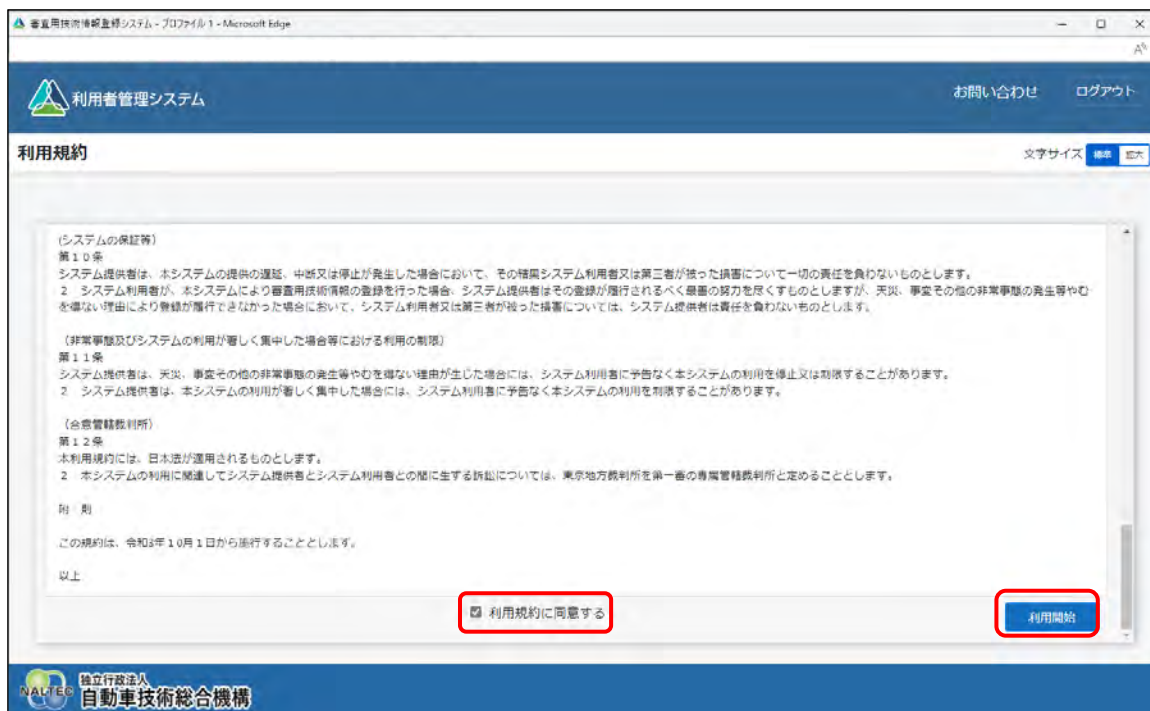 審査用技術情報登録システム - プロファイル 1 - Microsoft Edge
利用者管理システム
お問い合わせ
ログアウト
利用規約
文字サイズ 標準 拡大
(システムの保証等)
第10条
システム提供者は、本システムの提供の遅延、中断又は停止が発生した場合において、その結果システム利用者又は第三者が被った損害について一切の責任を負わないものとします。
2 システム利用者が、本システムにより審査用技術情報の登録を行った場合、システム提供者はその登録が履行されるべく最善の努力を尽くすものとしますが、天災、事変その他の非常事態の発生等やむ
を得ない理由により登録が履行できなかった場合において、システム利用者又は第三者が被った損害については、システム提供者は責任を負わないものとします。
(非常事態及びシステムの利用が著しく集中した場合等における利用の制限)
第11条
システム提供者は、天災、事変その他の非常事態の発生等やむを得ない理由が生じた場合には、システム利用者に予告なく本システムの利用を停止又は制限することがあります。
2 システム提供者は、本システムの利用が著しく集中した場合には、システム利用者に予告なく本システムの利用を制限することがあります。
(合意管轄裁判所)
第12条
本利用規約には、日本法が適用されるものとします。
2 本システムの利用に関連してシステム提供者とシステム利用者との間に生ずる訴訟については、東京地方裁判所を第一審の専属管轄裁判所と定めることとします。
附 則
この規約は、令和3年10月1日から施行することとします。
以上
利用規約に同意する
利用開始
NALTEC 独立行政法人
自動車技術総合機構